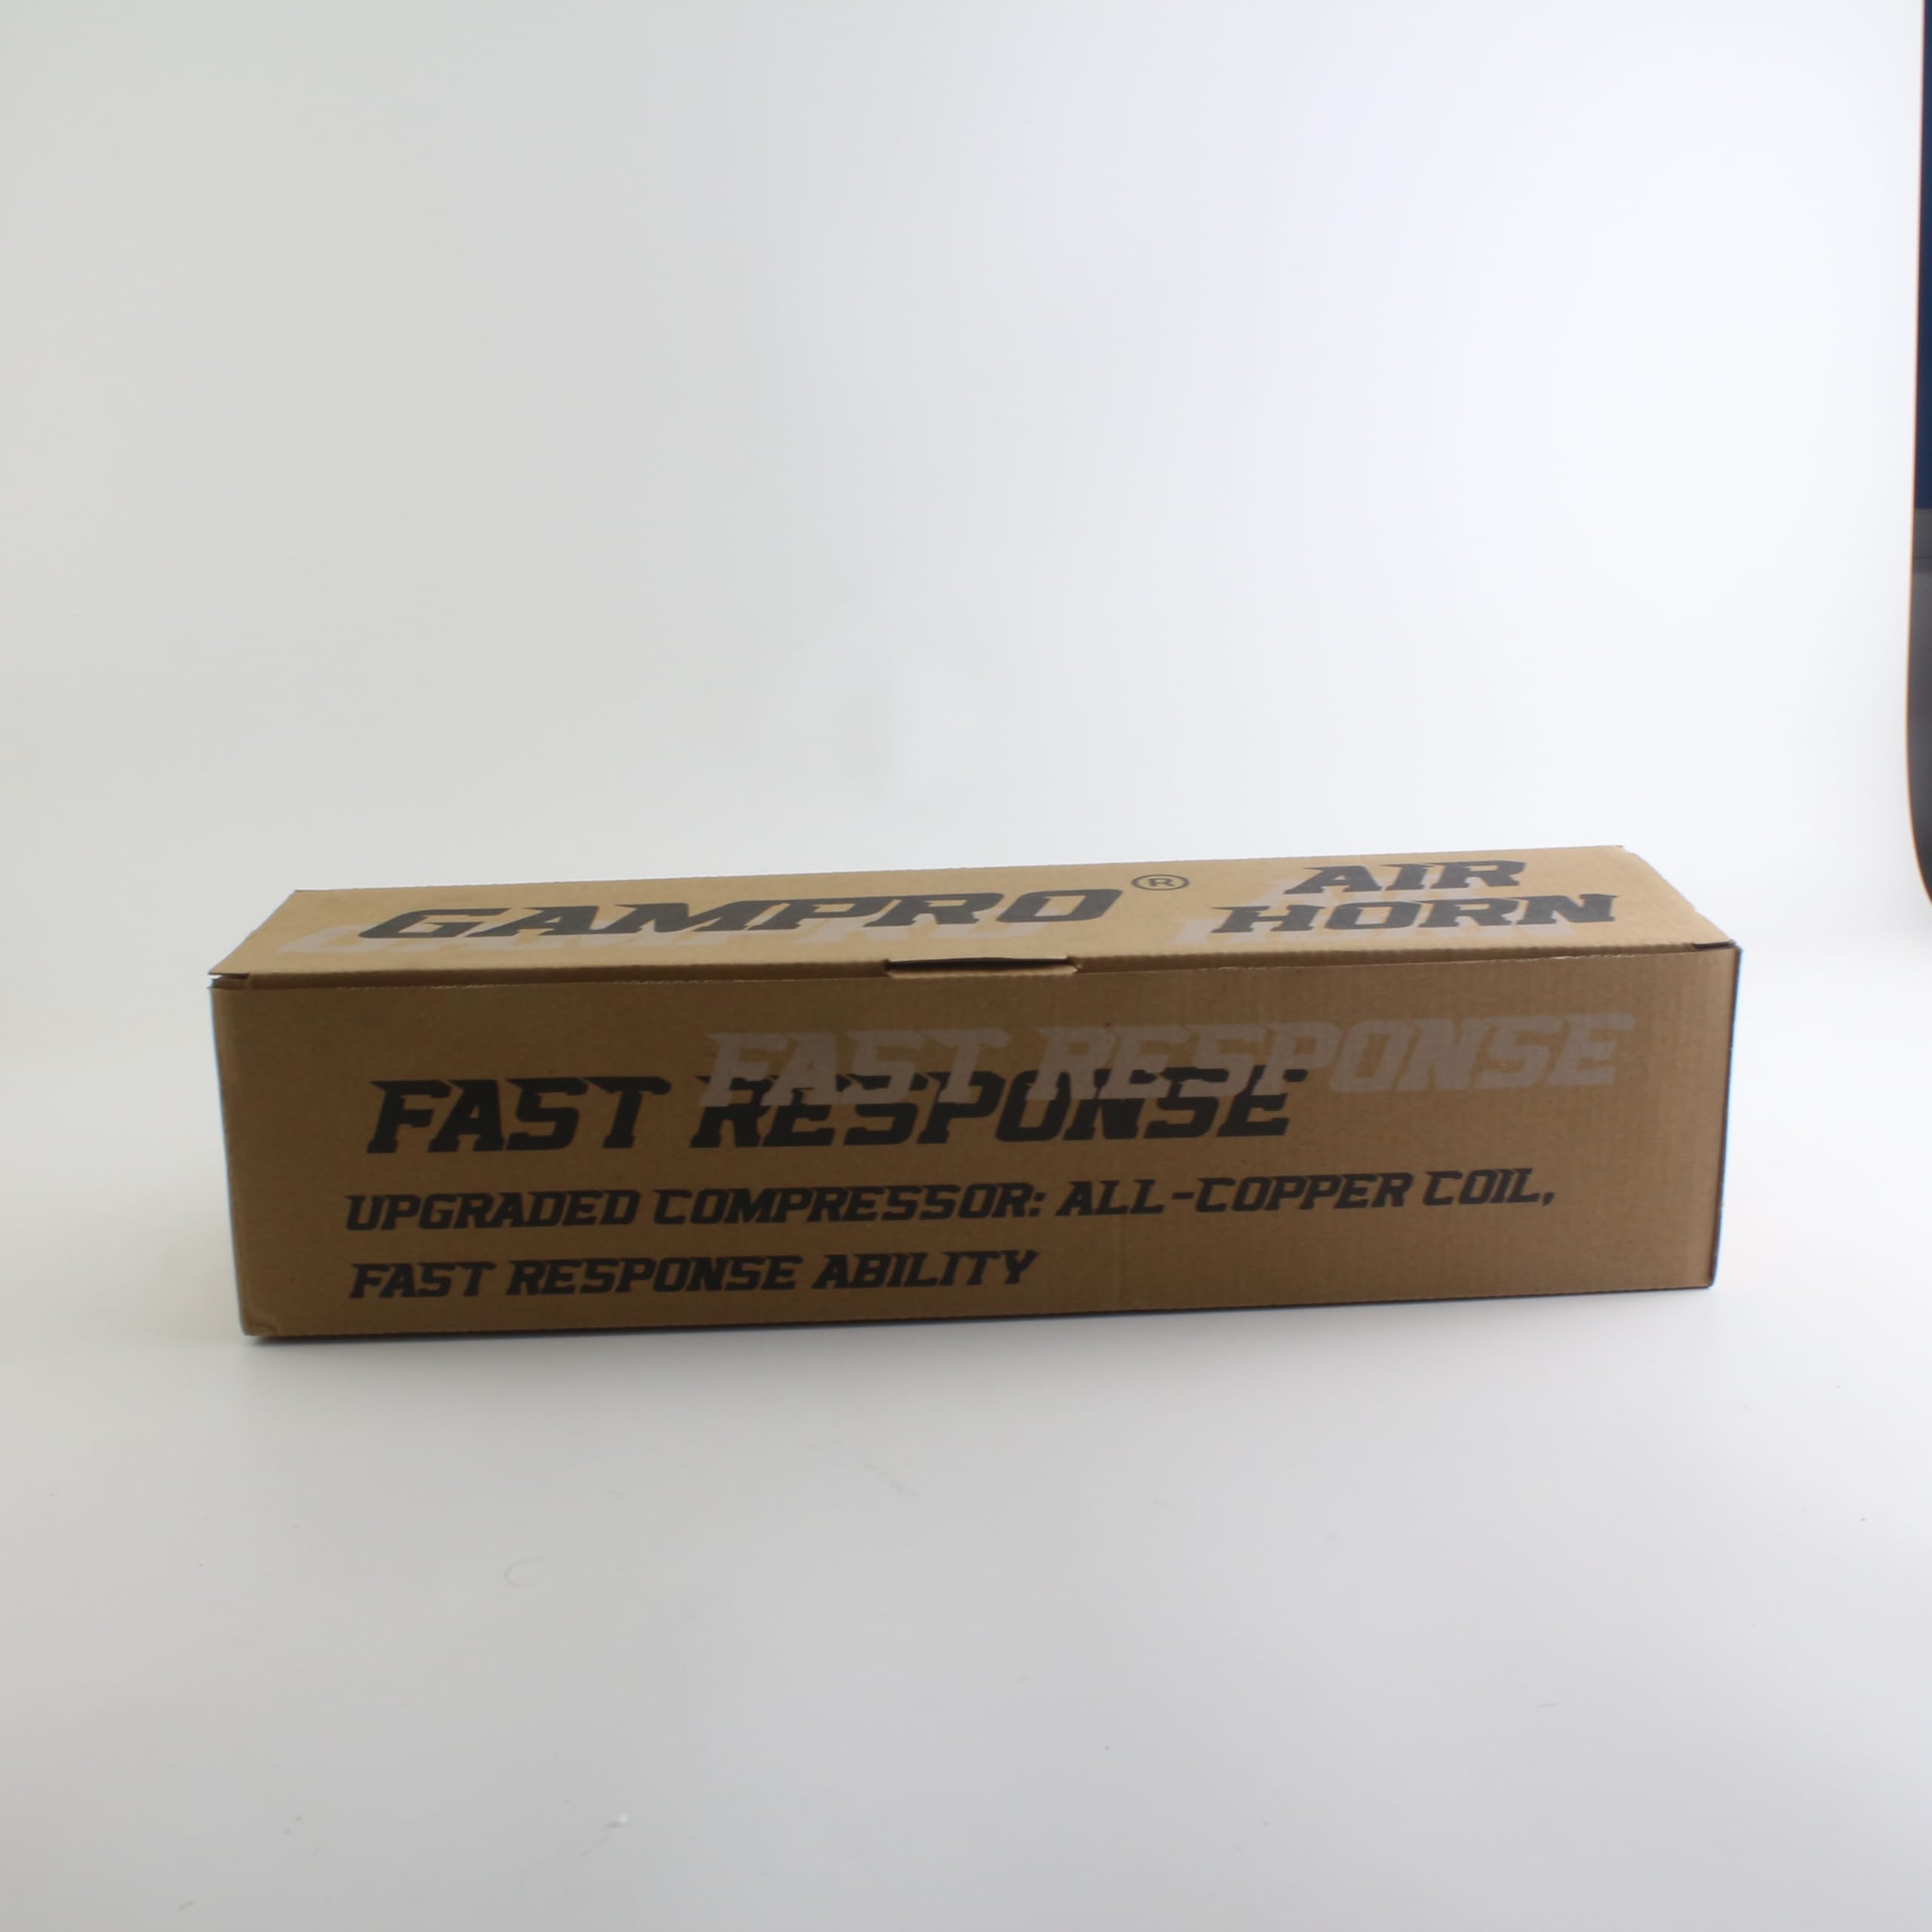 GAMPRO® AIR
HORN
FAST RESPONSE
FAST RESPONSE
UPGRADED COMPRESSOR: ALL-COPPER COIL,
FAST RESPONSE ABILITY